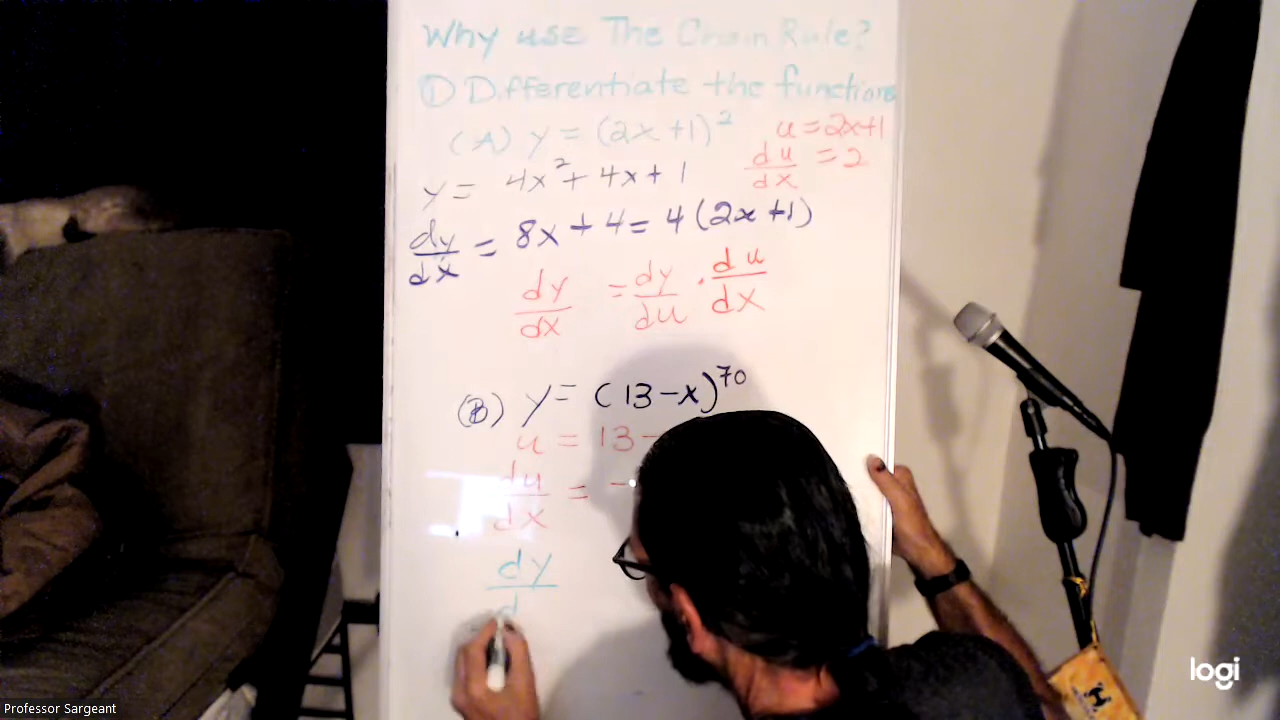 Why use The Chain Rule?
① Differentiate the functions
(A) y = (2x+1)²
u = 2x+1
du/dx = 2
y = 4x² + 4x + 1
dy/dx = 8x + 4 = 4(2x+1)
dy/dx = dy/du · du/dx
(B) y = (13-x)⁷⁰
u = 13-
du/dx = -
dy
d
logi
Professor Sargeant